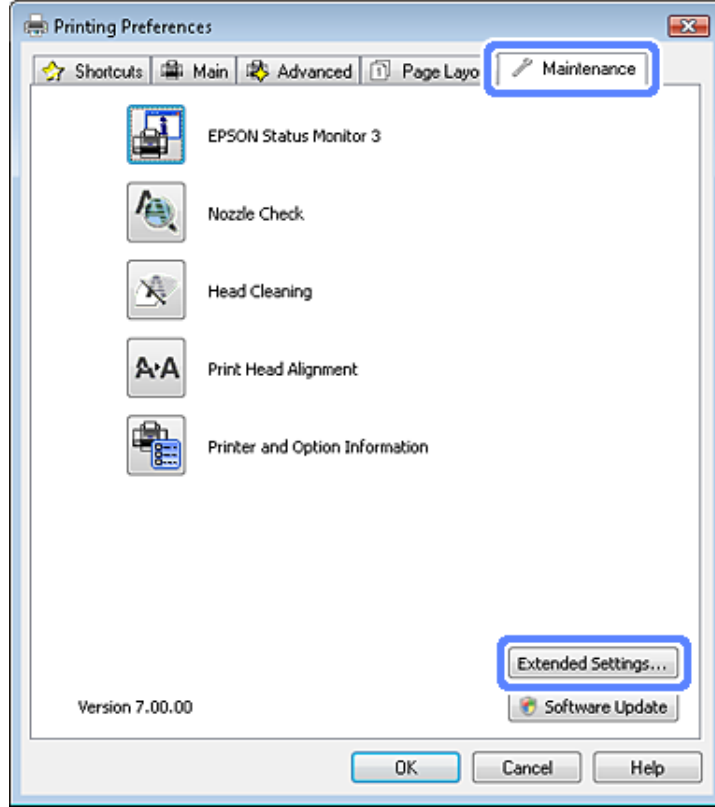 Printing Preferences
Shortcuts Main Advanced Page Layo Maintenance
EPSON Status Monitor 3
Nozzle Check
Head Cleaning
A A Print Head Alignment
Printer and Option Information
Extended Settings...
Version 7.00.00 Software Update
OK Cancel Help